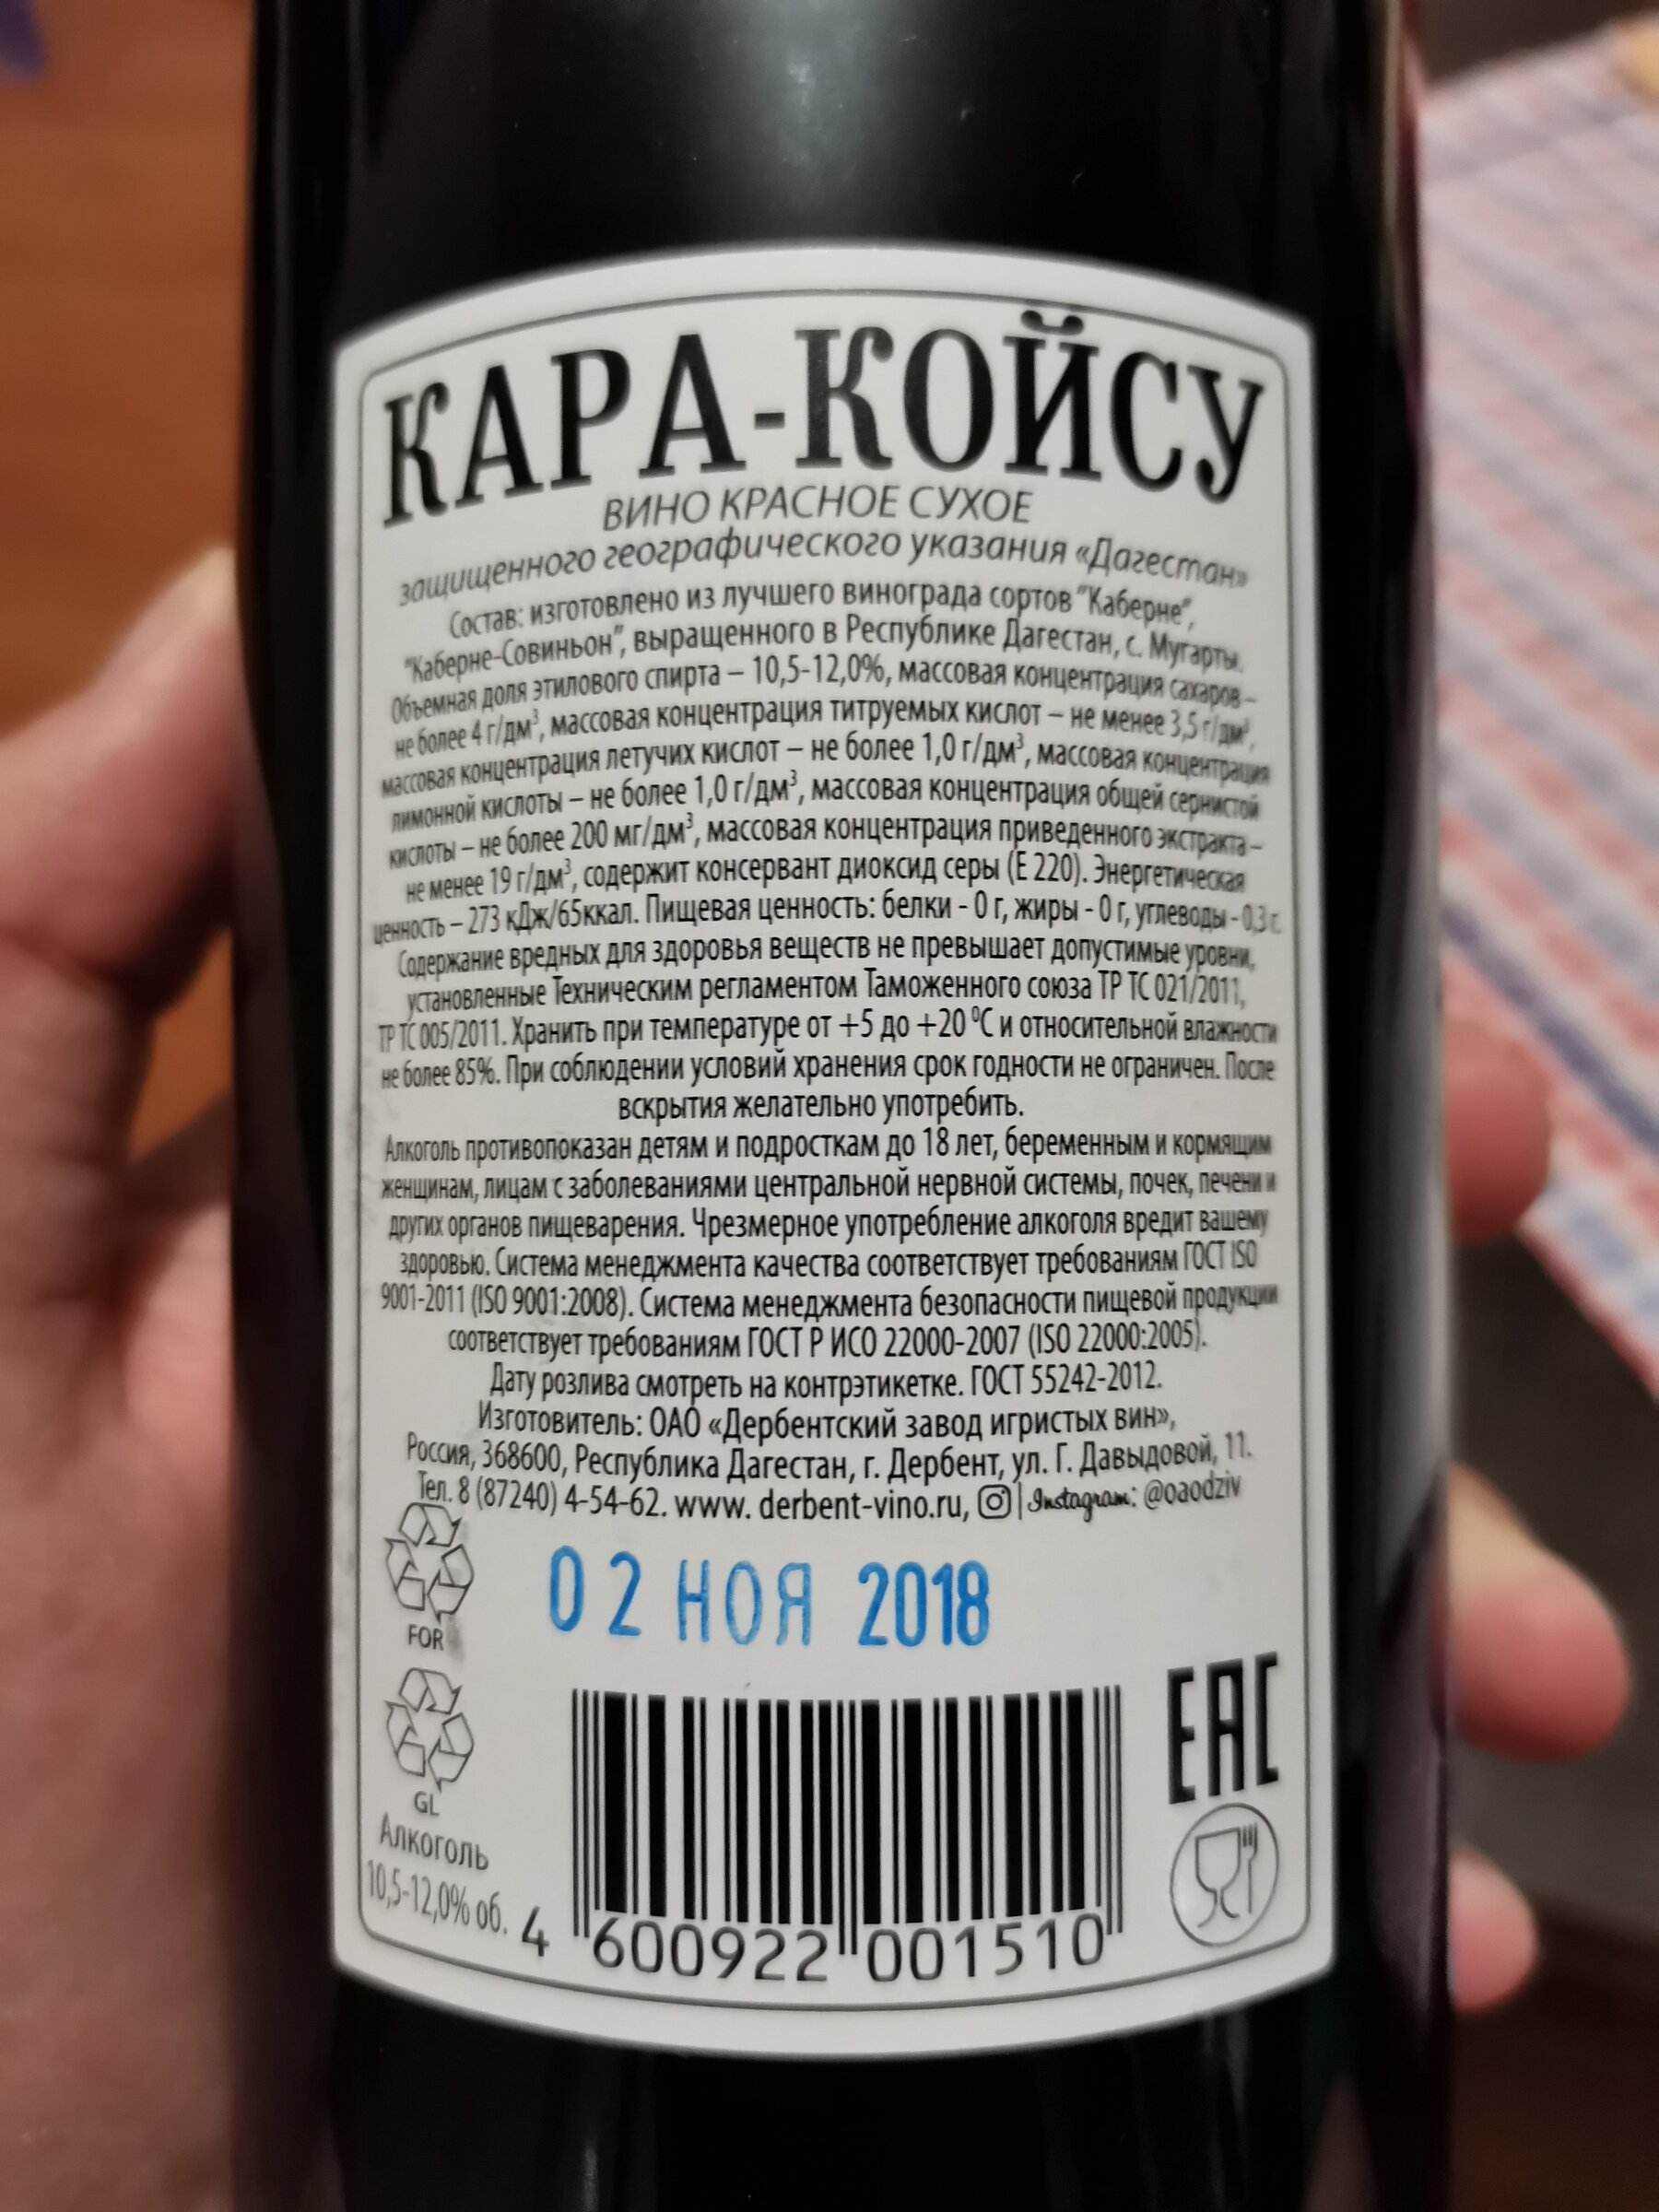 КАРА-КОЙСУ
ВИНО КРАСНОЕ СУХОЕ
защищенного географического указания «Дагестан»
Состав: изготовлено из лучшего винограда сортов "Каберне",
"Каберне-Совиньон", выращенного в Республике Дагестан, с. Мугарты.
Объемная доля этилового спирта – 10,5-12,0%, массовая концентрация сахаров –
не более 4 г/дм³, массовая концентрация титруемых кислот – не менее 3,5 г/дм³,
массовая концентрация летучих кислот – не более 1,0 г/дм³, массовая концентрация
лимонной кислоты – не более 1,0 г/дм³, массовая концентрация общей сернистой
кислоты – не более 200 мг/дм³, массовая концентрация приведенного экстракта –
не менее 19 г/дм³, содержит консервант диоксид серы (Е 220). Энергетическая
ценность – 273 кДж/65ккал. Пищевая ценность: белки - 0 г, жиры - 0 г, углеводы - 0,3 г.
Содержание вредных для здоровья веществ не превышает допустимые уровни,
установленные Техническим регламентом Таможенного союза ТР ТС 021/2011,
ТР ТС 005/2011. Хранить при температуре от +5 до +20 °С и относительной влажности
не более 85%. При соблюдении условий хранения срок годности не ограничен. После
вскрытия желательно употребить.
Алкоголь противопоказан детям и подросткам до 18 лет, беременным и кормящим
женщинам, лицам с заболеваниями центральной нервной системы, почек, печени и
других органов пищеварения. Чрезмерное употребление алкоголя вредит вашему
здоровью. Система менеджмента качества соответствует требованиям ГОСТ ISO
9001-2011 (ISO 9001:2008). Система менеджмента безопасности пищевой продукции
соответствует требованиям ГОСТ Р ИСО 22000-2007 (ISO 22000:2005).
Дату розлива смотреть на контрэтикетке. ГОСТ 55242-2012.
Изготовитель: ОАО «Дербентский завод игристых вин»,
Россия, 368600, Республика Дагестан, г. Дербент, ул. Г. Давыдовой, 11.
Тел. 8 (87240) 4-54-62. www. derbent-vino.ru, | Instagram: @oaodziv
02 НОЯ 2018
FOR
GL
EAC
Алкоголь
10,5-12,0% об.
4 600922 001510